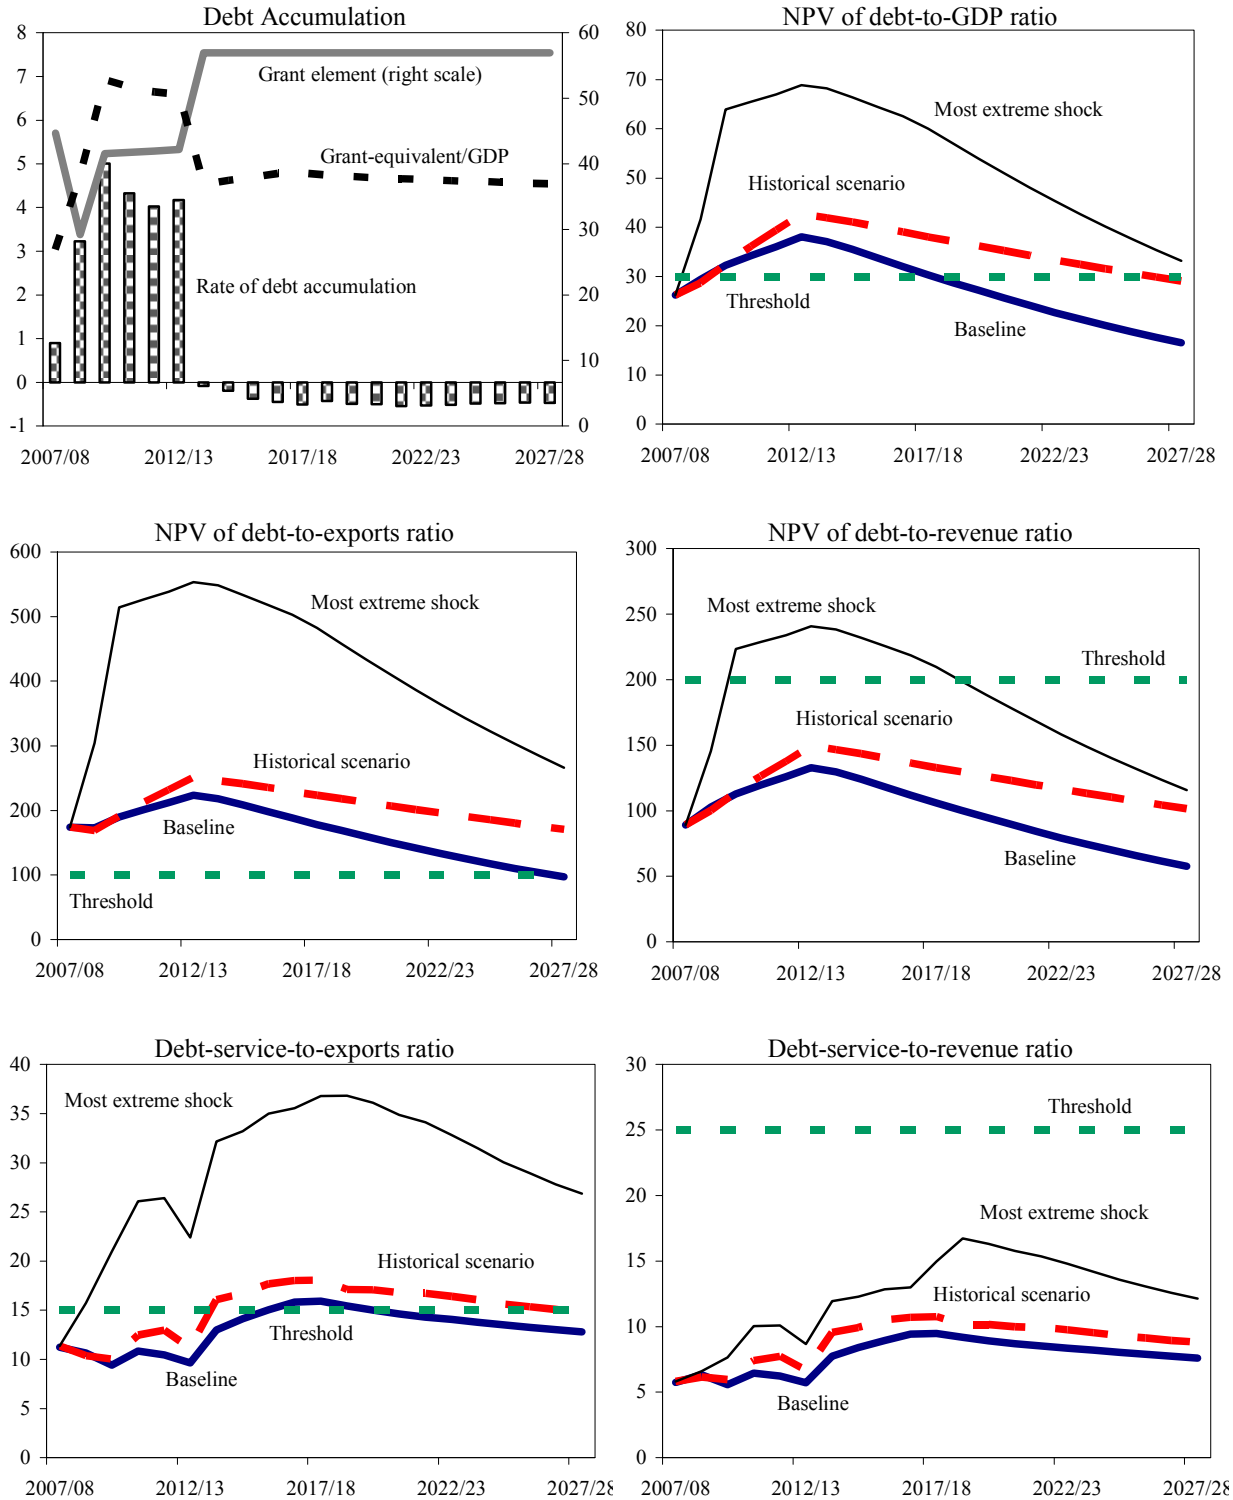 Debt Accumulation
8
7
6
5
4
3
2
1
0
-1
60
50
40
30
20
10
0
Grant element (right scale)
Grant-equivalent/GDP
Rate of debt accumulation
2007/08 2012/13 2017/18 2022/23 2027/28
NPV of debt-to-GDP ratio
80
70
60
50
40
30
20
10
0
Most extreme shock
Historical scenario
Threshold
Baseline
2007/08 2012/13 2017/18 2022/23 2027/28
NPV of debt-to-exports ratio
600
500
400
300
200
100
0
Most extreme shock
Historical scenario
Baseline
Threshold
2007/08 2012/13 2017/18 2022/23 2027/28
NPV of debt-to-revenue ratio
300
250
200
150
100
50
0
Most extreme shock
Threshold
Historical scenario
Baseline
2007/08 2012/13 2017/18 2022/23 2027/28
Debt-service-to-exports ratio
40
35
30
25
20
15
10
5
0
Most extreme shock
Historical scenario
Threshold
Baseline
2007/08 2012/13 2017/18 2022/23 2027/28
Debt-service-to-revenue ratio
30
25
20
15
10
5
0
Threshold
Most extreme shock
Historical scenario
Baseline
2007/08 2012/13 2017/18 2022/23 2027/28